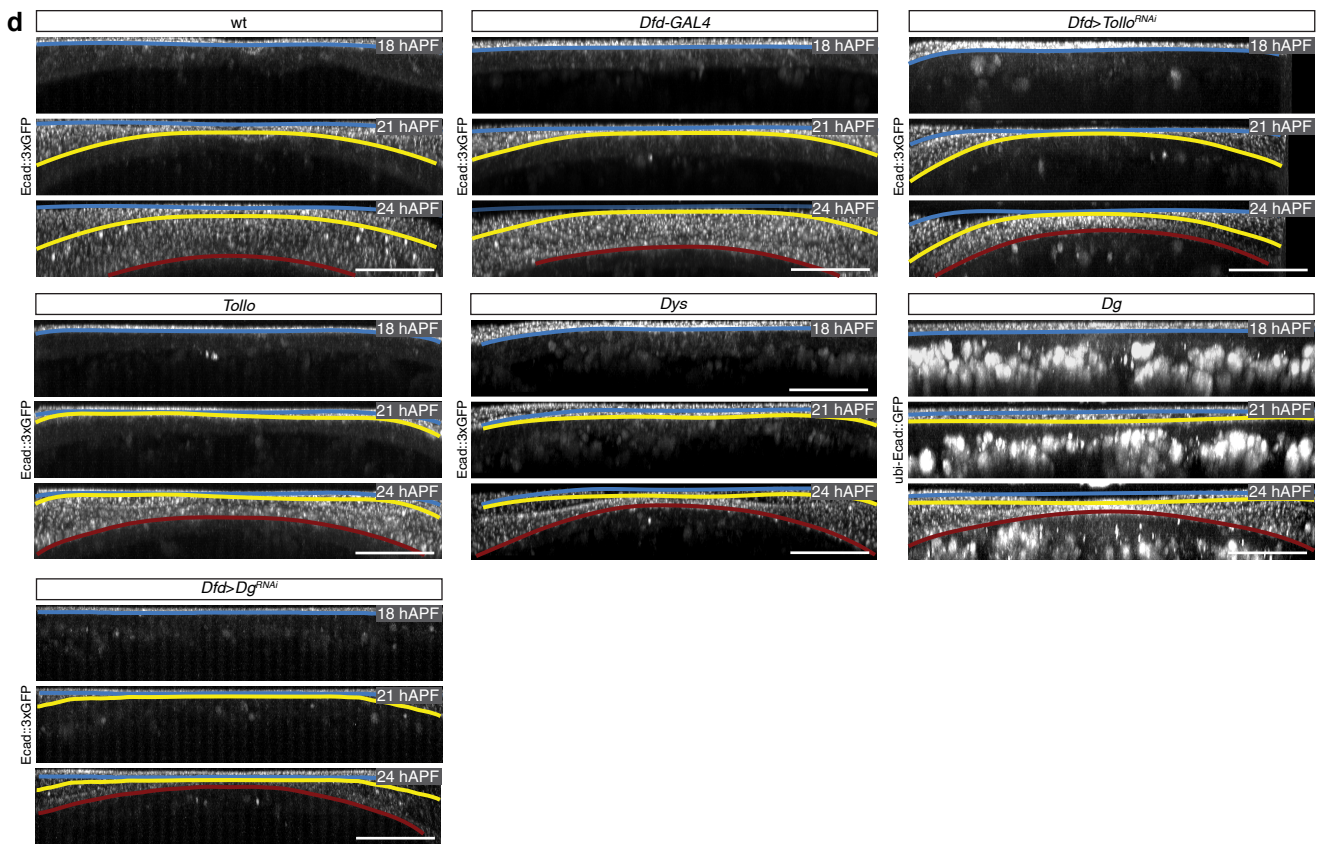 d
wt
Dfd-GAL4
Dfd>Tollo^RNAi
18 hAPF
18 hAPF
18 hAPF
Ecad::3xGFP
21 hAPF
Ecad::3xGFP
21 hAPF
Ecad::3xGFP
21 hAPF
24 hAPF
24 hAPF
24 hAPF
Tollo
Dys
Dg
18 hAPF
18 hAPF
18 hAPF
Ecad::3xGFP
21 hAPF
Ecad::3xGFP
21 hAPF
ubi-Ecad::GFP
21 hAPF
24 hAPF
24 hAPF
24 hAPF
Dfd>Dg^RNAi
18 hAPF
Ecad::3xGFP
21 hAPF
24 hAPF